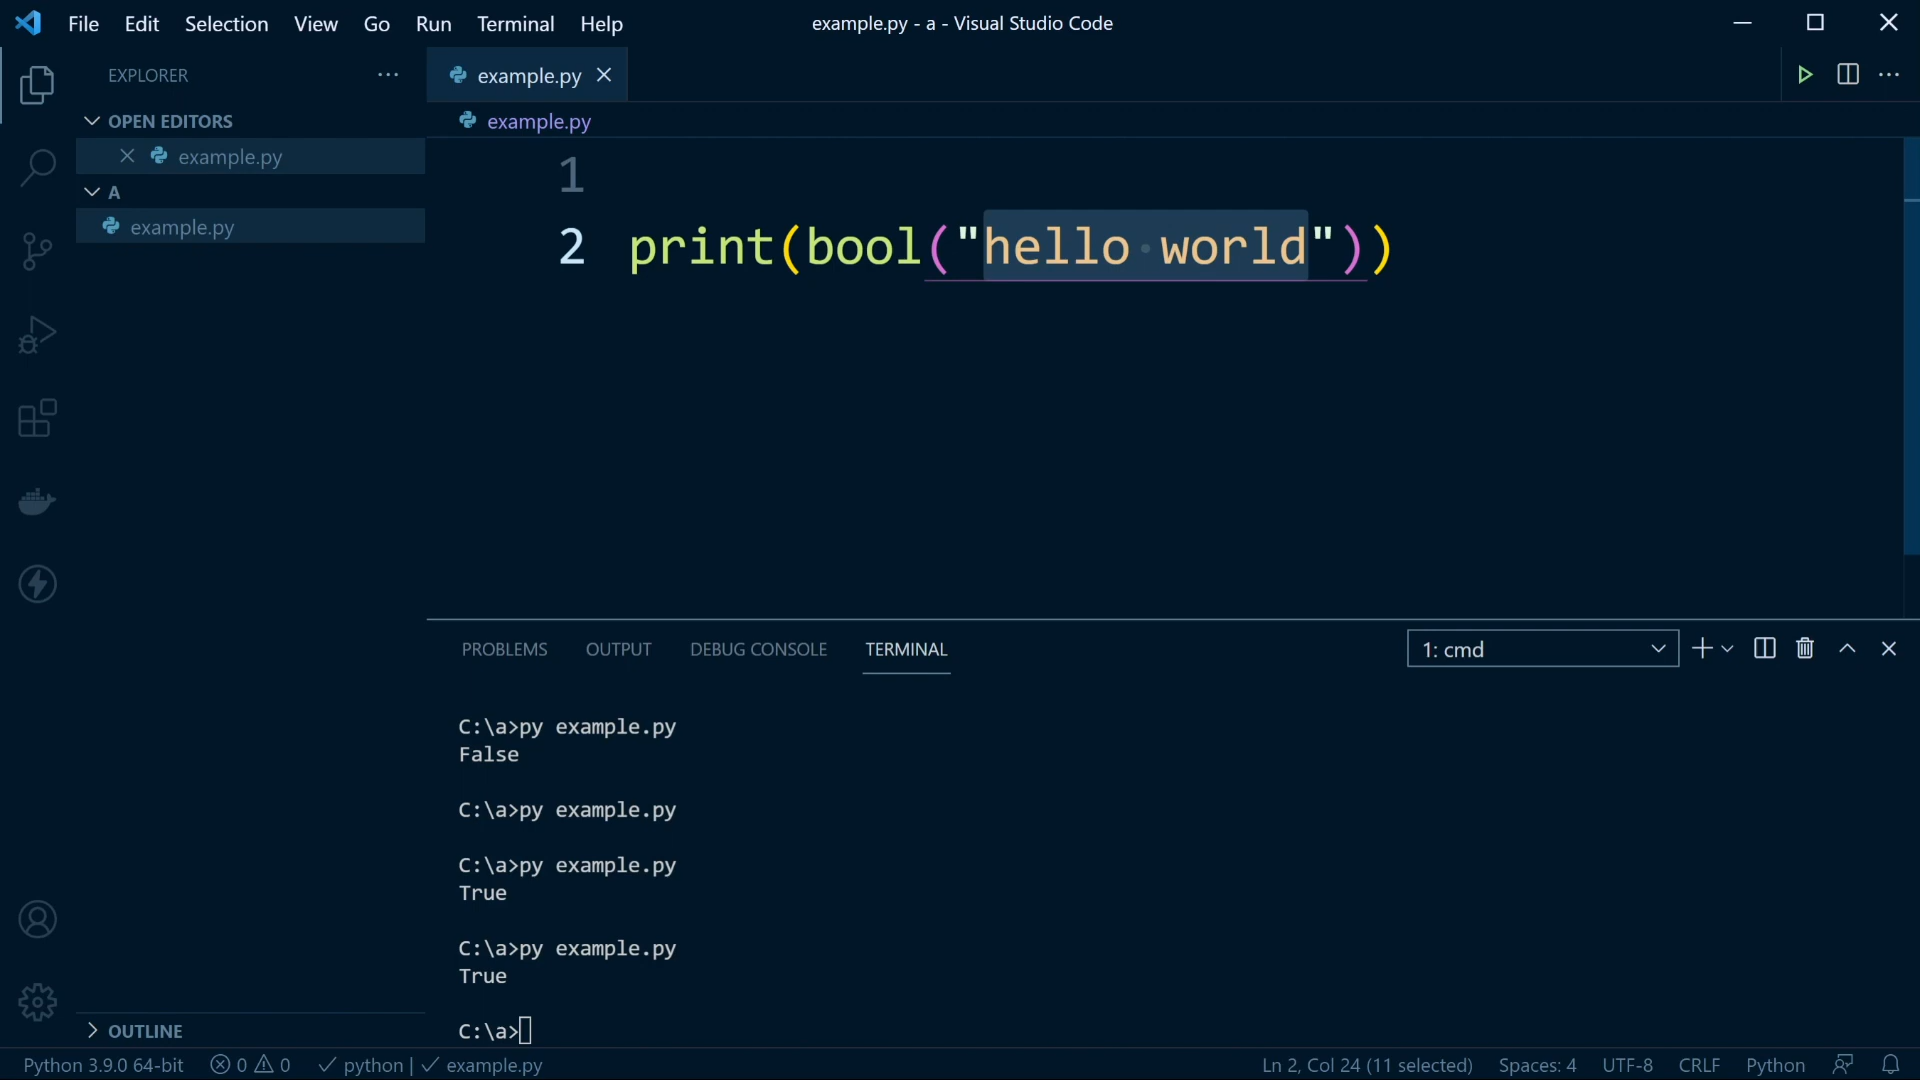 File Edit Selection View Go Run Terminal Help
example.py - a - Visual Studio Code
EXPLORER
example.py
OPEN EDITORS
example.py
example.py
A
example.py
1
2 print(bool("hello world"))
PROBLEMS OUTPUT DEBUG CONSOLE TERMINAL
1: cmd
C:\a>py example.py
False
C:\a>py example.py
C:\a>py example.py
True
C:\a>py example.py
True
C:\a>
OUTLINE
Python 3.9.0 64-bit 0 0 python | example.py Ln 2, Col 24 (11 selected) Spaces: 4 UTF-8 CRLF Python